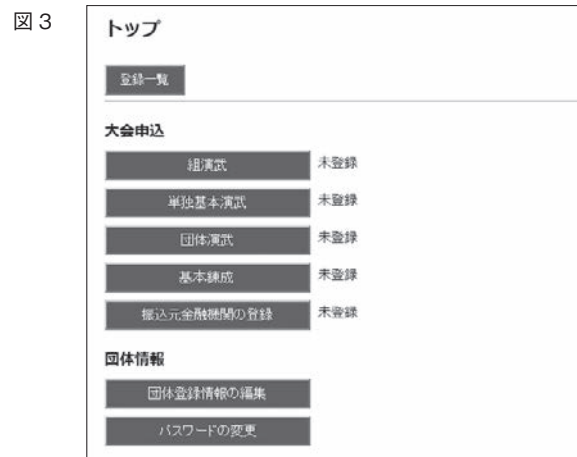 図3
トップ
登録一覧
大会申込
組演武 未登録
単独基本演武 未登録
団体演武 未登録
基本錬成 未登録
振込元金融機関の登録 未登録
団体情報
団体登録情報の編集
パスワードの変更